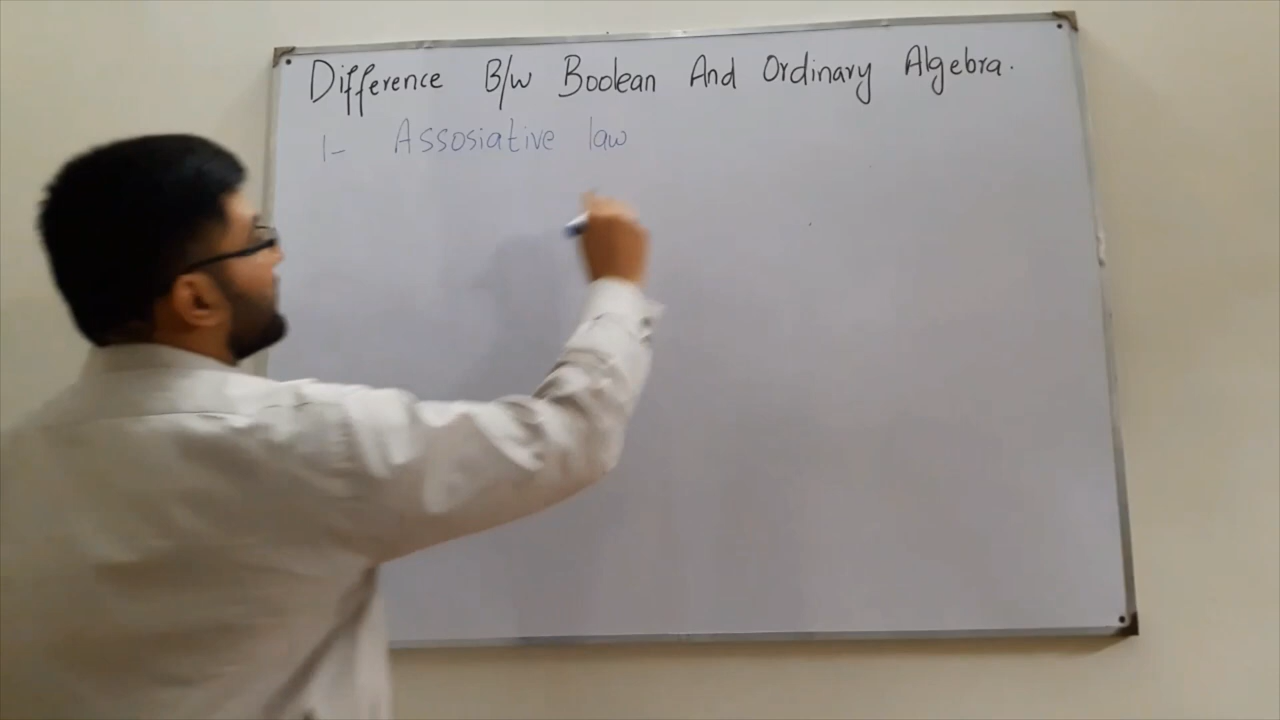 Difference B/w Boolean And Ordinary Algebra.
1- Assosiative law